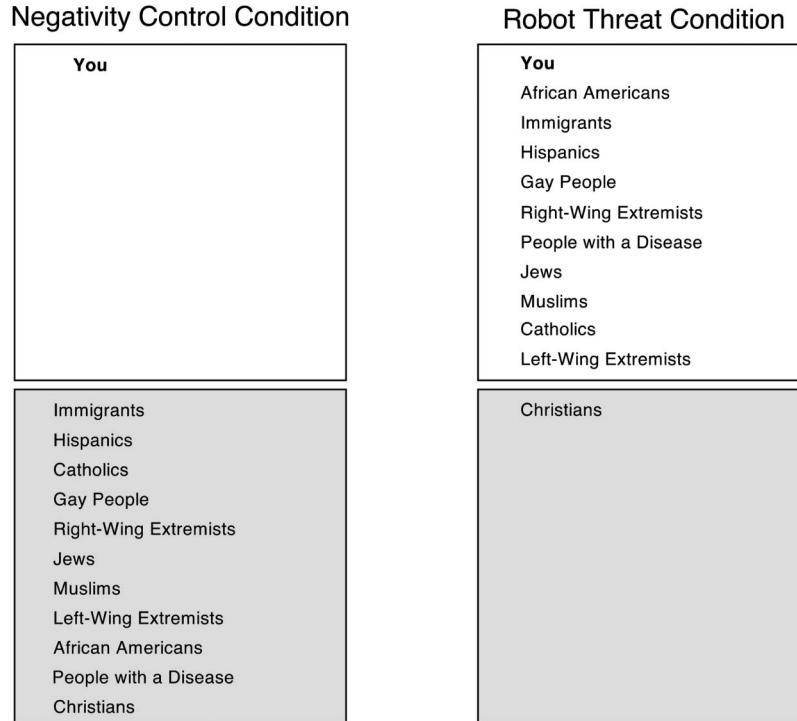 Negativity Control Condition
You
Immigrants
Hispanics
Catholics
Gay People
Right-Wing Extremists
Jews
Muslims
Left-Wing Extremists
African Americans
People with a Disease
Christians
Robot Threat Condition
You
African Americans
Immigrants
Hispanics
Gay People
Right-Wing Extremists
People with a Disease
Jews
Muslims
Catholics
Left-Wing Extremists
Christians